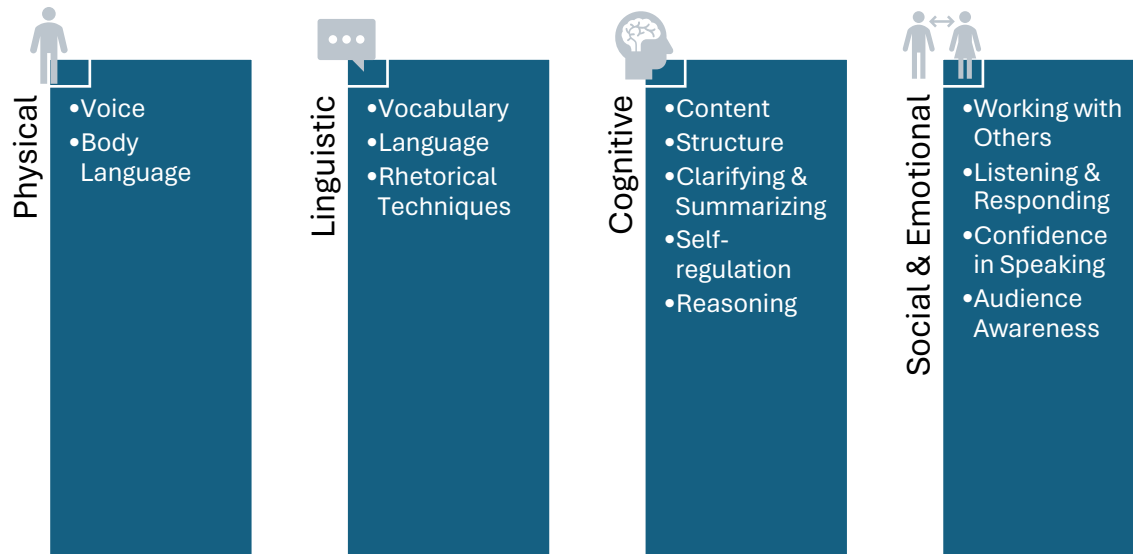 Physical
•Voice
•Body
Language
Linguistic
•Vocabulary
•Language
•Rhetorical
Techniques
Cognitive
•Content
•Structure
•Clarifying &
Summarizing
•Self-
regulation
•Reasoning
Social & Emotional
•Working with
Others
•Listening &
Responding
•Confidence
in Speaking
•Audience
Awareness